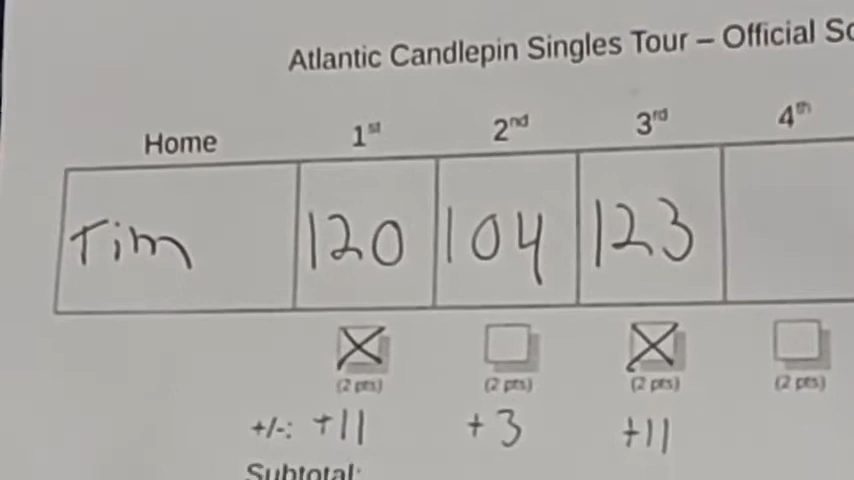 Atlantic Candlepin Singles Tour – Official Sc
Home 1st 2nd 3rd 4th
Tim 120 104 123
(2 pts) (2 pts) (2 pts) (2 pts)
+/-: +11 +3 +11
Subtotal: